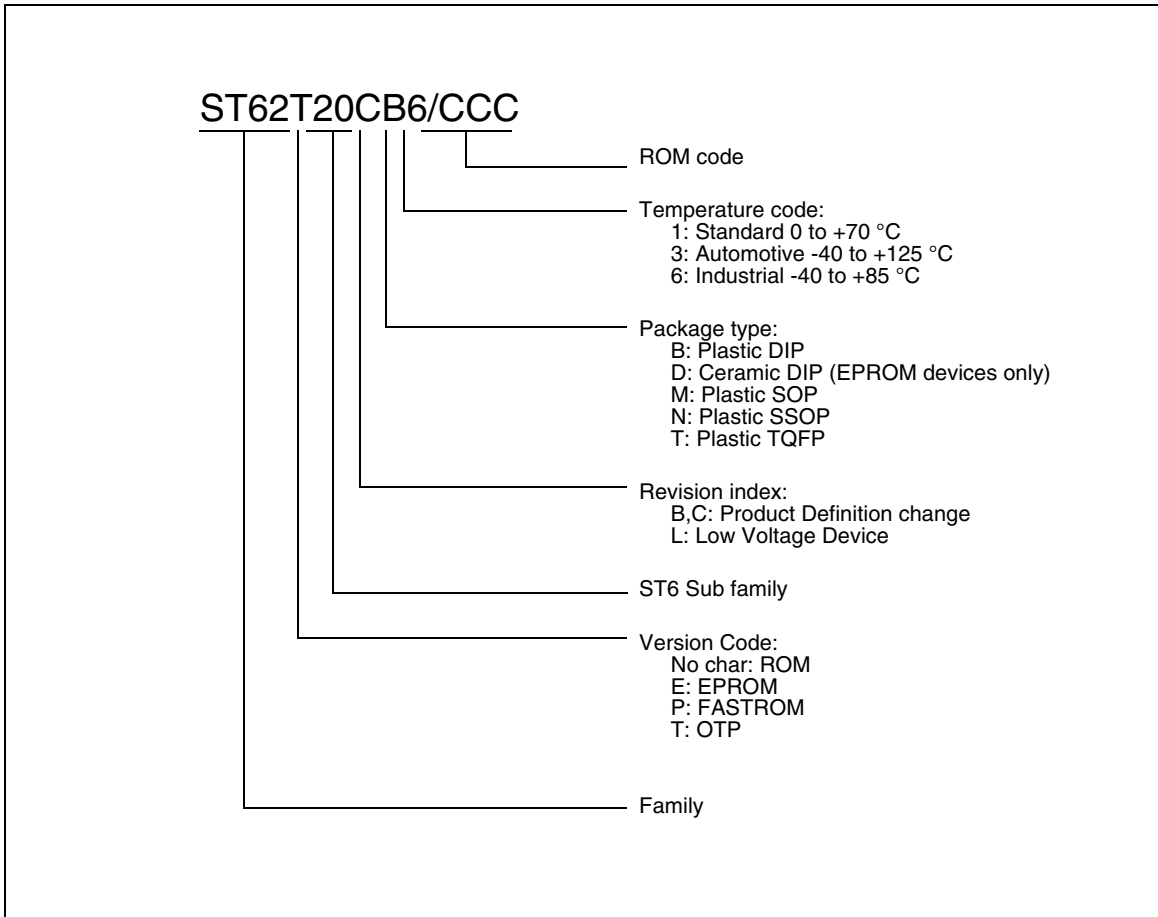 ST62T20CB6/CCC
ROM code
Temperature code:
1: Standard 0 to +70 °C
3: Automotive -40 to +125 °C
6: Industrial -40 to +85 °C
Package type:
B: Plastic DIP
D: Ceramic DIP (EPROM devices only)
M: Plastic SOP
N: Plastic SSOP
T: Plastic TQFP
Revision index:
B,C: Product Definition change
L: Low Voltage Device
ST6 Sub family
Version Code:
No char: ROM
E: EPROM
P: FASTROM
T: OTP
Family